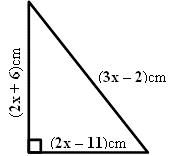 (2x + 6)cm
(3x – 2)cm
(2x – 11)cm